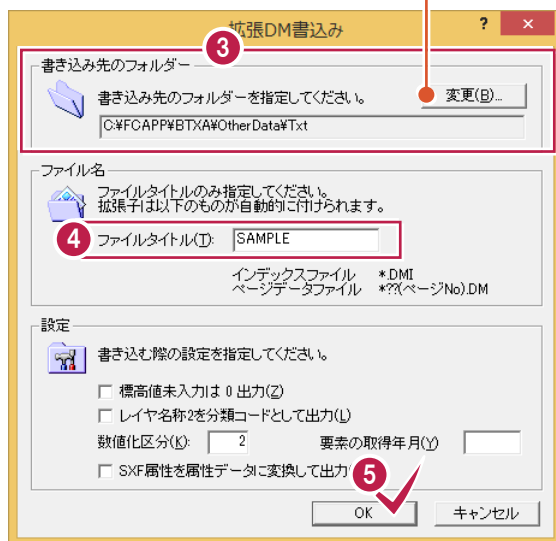 拡張DM書込み ? ×
3
書き込み先のフォルダー
書き込み先のフォルダーを指定してください。 変更(B)...
C:¥FCAPP¥BTXA¥OtherData¥Txt
ファイル名
ファイルタイトルのみ指定してください。
拡張子は以下のものが自動的に付けられます。
4 ファイルタイトル(T): SAMPLE
インデックスファイル *.DMI
ページデータファイル *??(ページNo).DM
設定
書き込む際の設定を指定してください。
標高値未入力は 0 出力(Z)
レイヤ名称2を分類コードとして出力(L)
数値化区分(K): 2 要素の取得年月(Y)
SXF属性を属性データに変換して出力
5
OK キャンセル